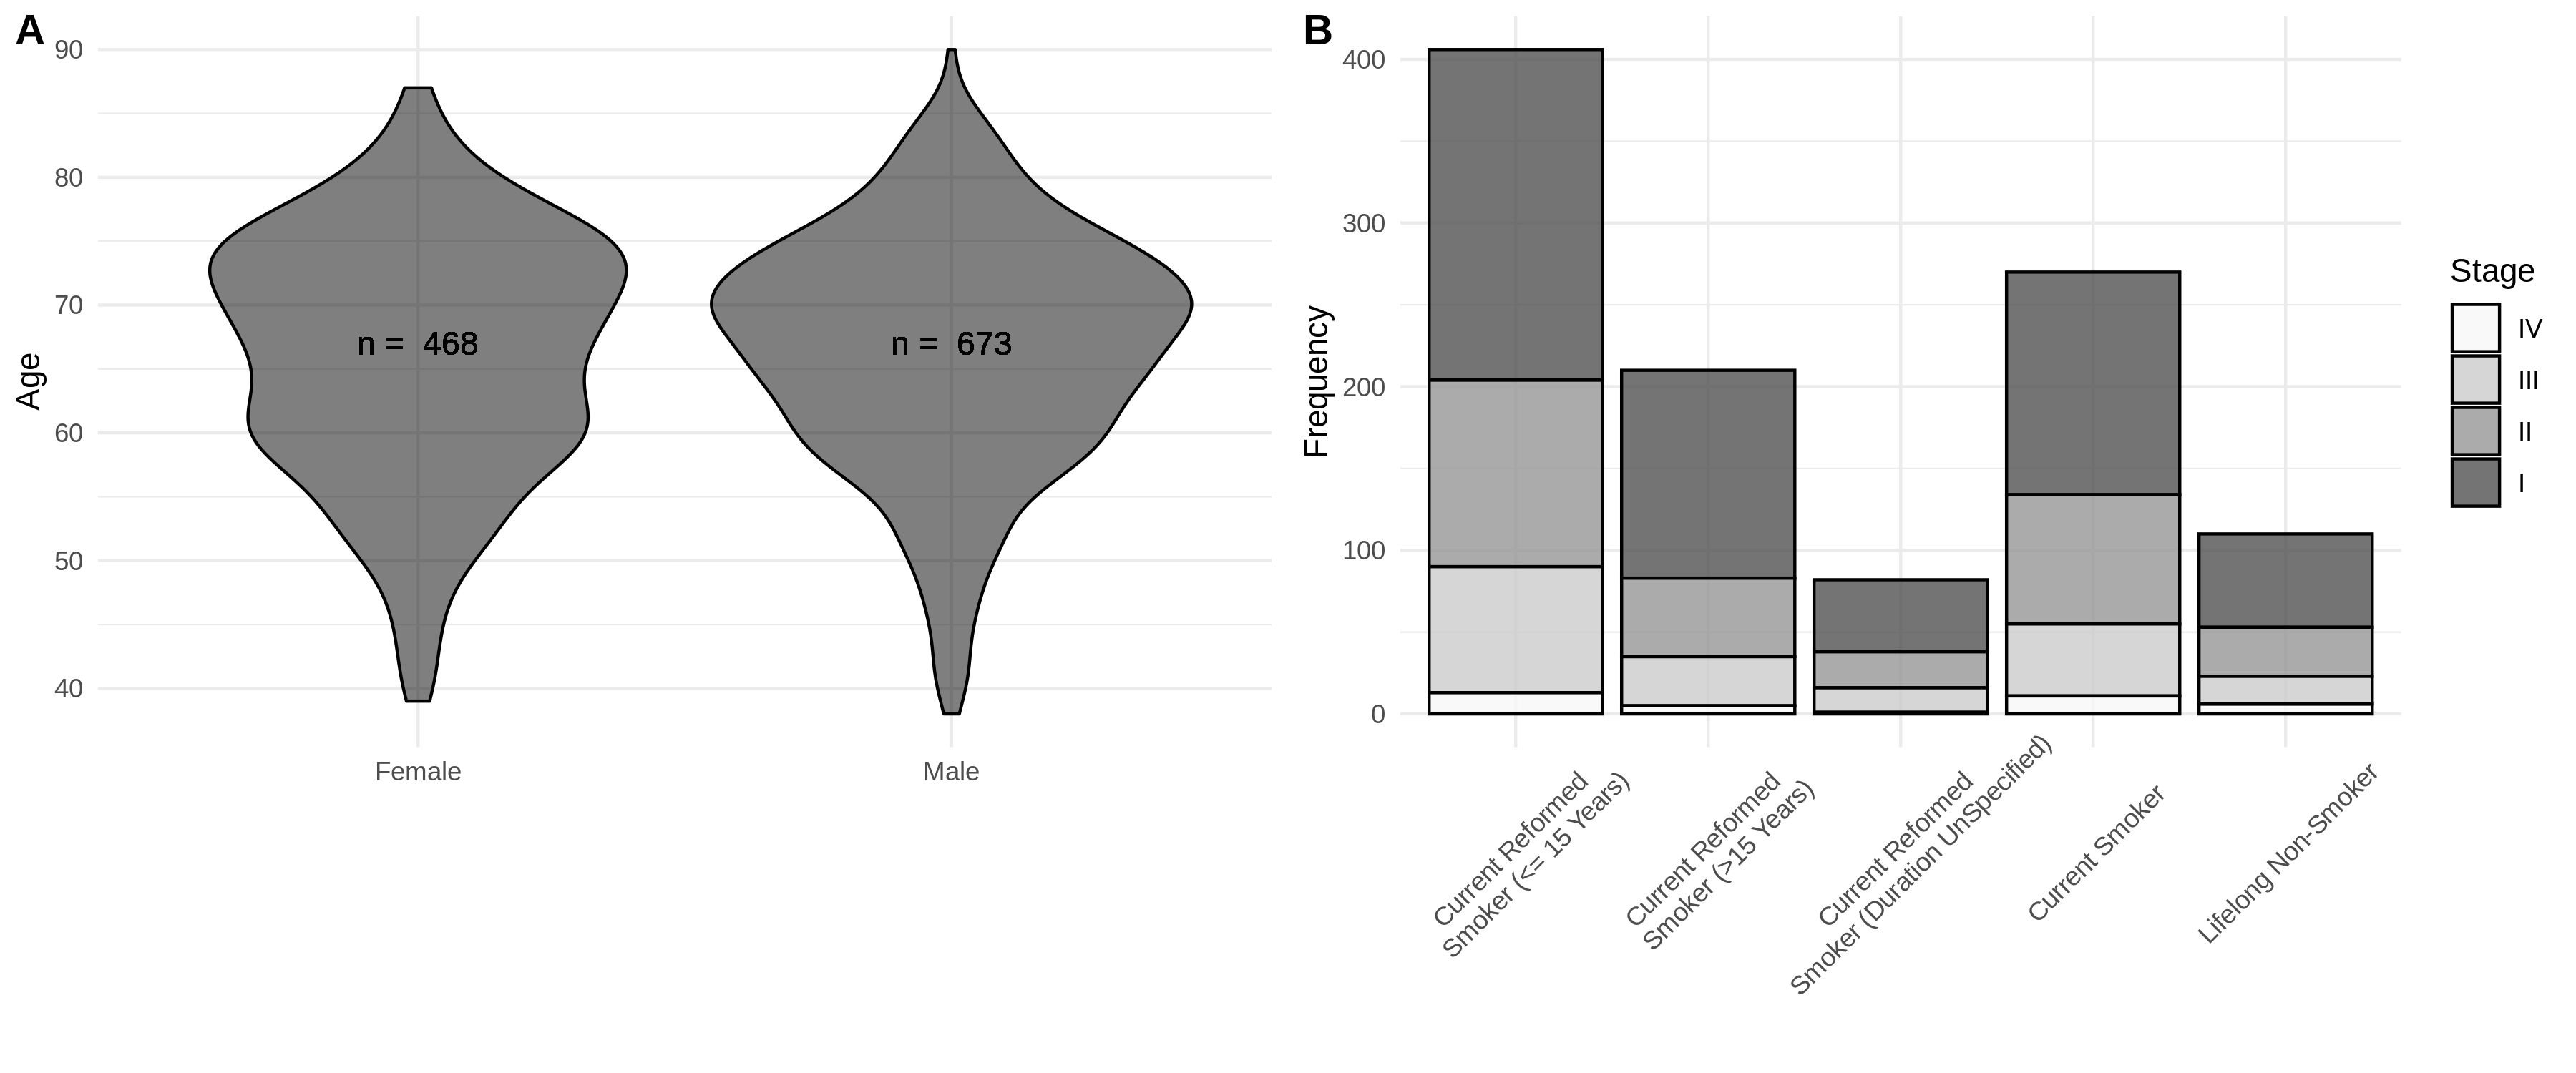 A
90
80
70
60
50
40
Age
n =  468
n =  673
Female
Male
B
400
300
200
100
0
Frequency
Current Reformed
Smoker (<= 15 Years)
Current Reformed
Smoker (>15 Years)
Current Reformed
Smoker (Duration UnSpecified)
Current Smoker
Lifelong Non-Smoker
Stage
IV
III
II
I